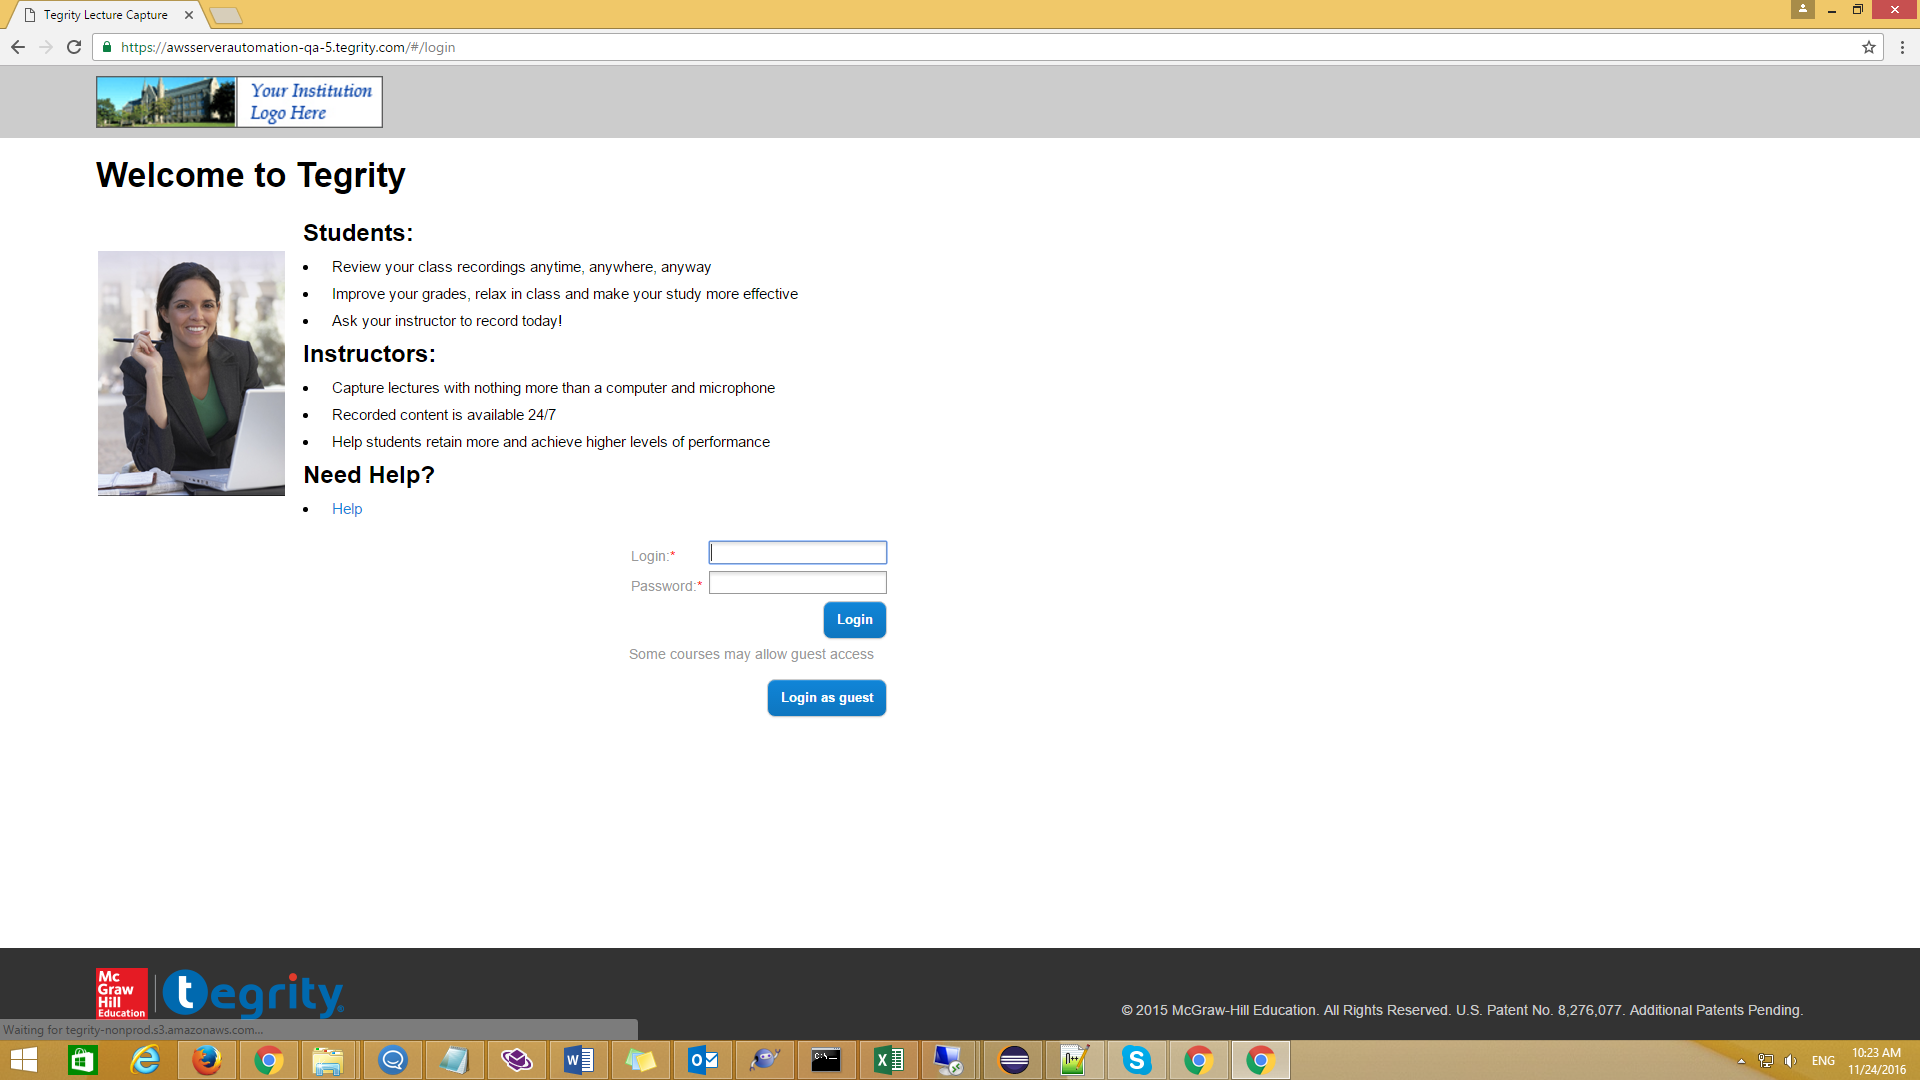 Tegrity Lecture Capture
https://awsserverautomation-qa-5.tegrity.com/#/login
Your Institution
Logo Here
Welcome to Tegrity
Students:
• Review your class recordings anytime, anywhere, anyway
• Improve your grades, relax in class and make your study more effective
• Ask your instructor to record today!
Instructors:
• Capture lectures with nothing more than a computer and microphone
• Recorded content is available 24/7
• Help students retain more and achieve higher levels of performance
Need Help?
• Help
Login:*
Password:*
Login
Some courses may allow guest access
Login as guest
Mc
Graw
Hill
Education
tegrity
© 2015 McGraw-Hill Education. All Rights Reserved. U.S. Patent No. 8,276,077. Additional Patents Pending.
Waiting for tegrity-nonprod.s3.amazonaws.com...
C:\_
ENG
10:23 AM
11/24/2016